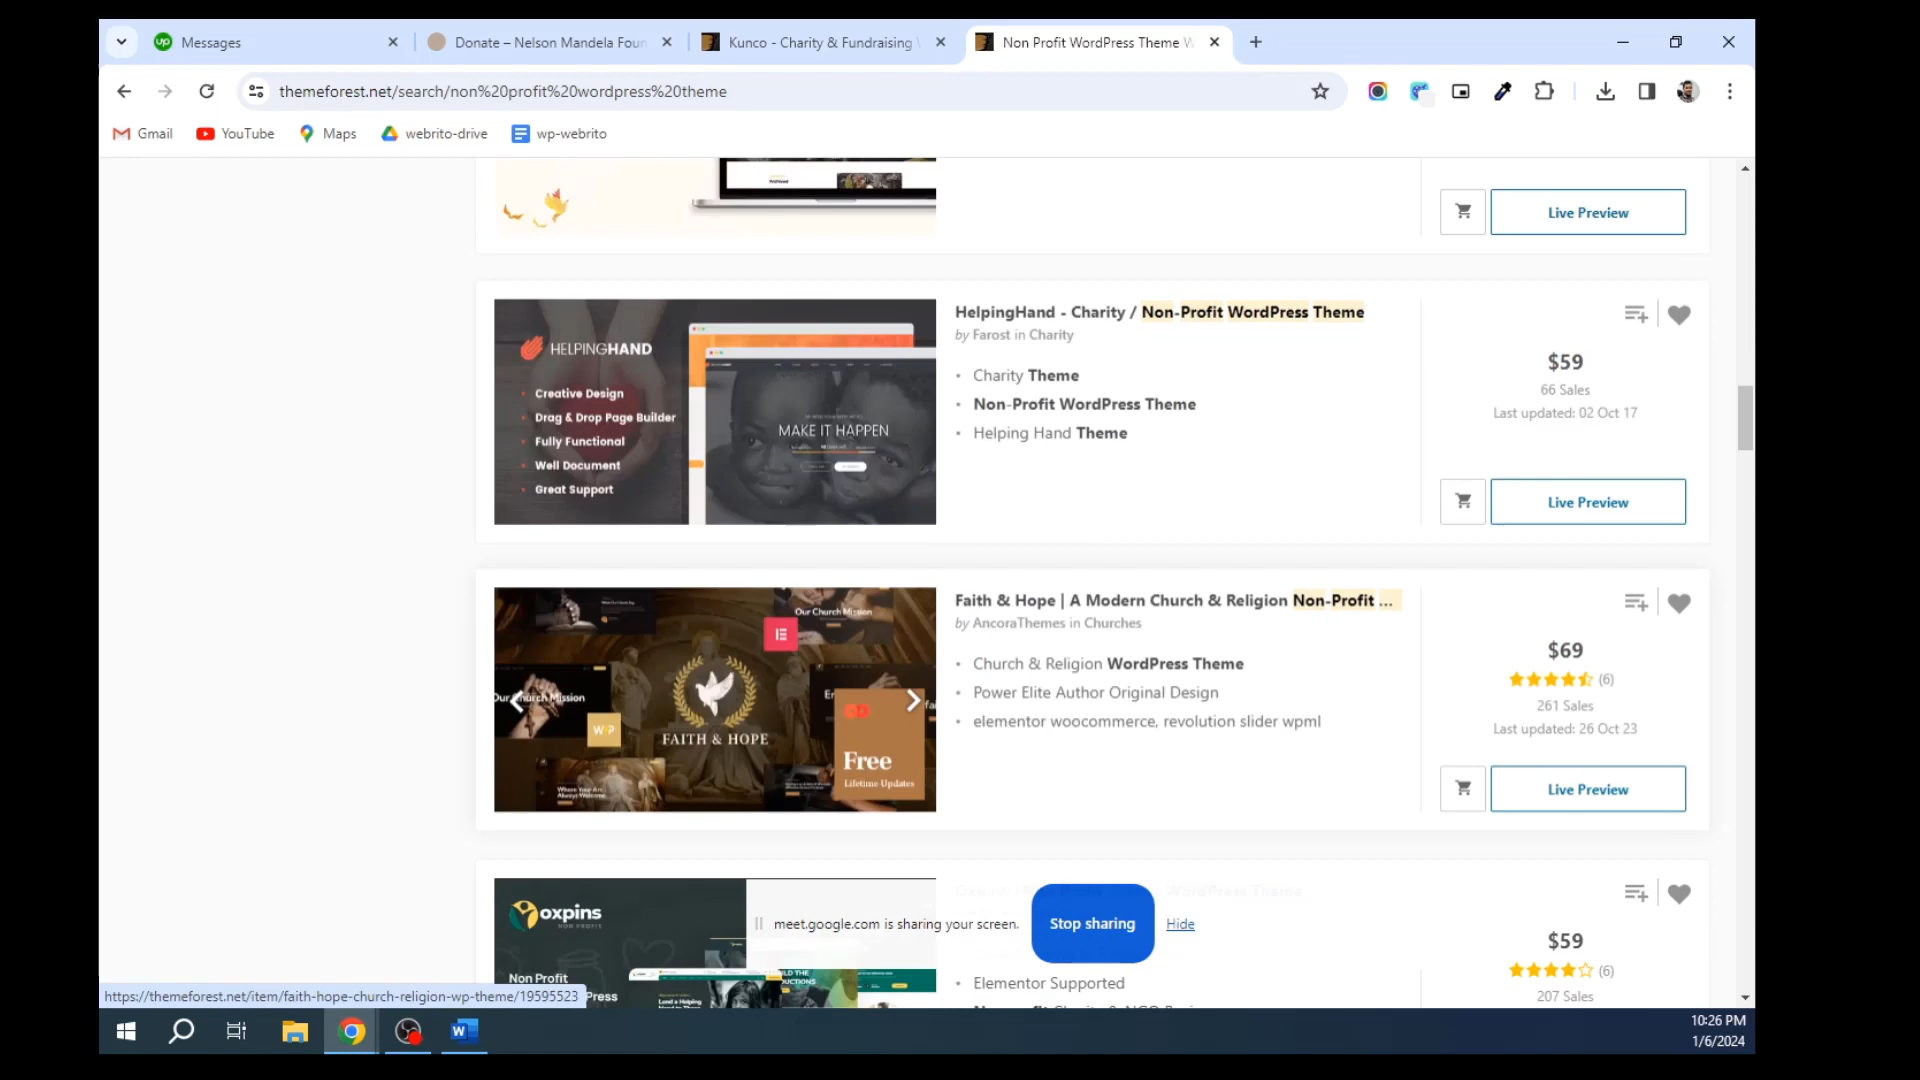 Messages
Donate – Nelson Mandela Foun
Kunco - Charity & Fundraising
Non Profit WordPress Theme W
themeforest.net/search/non%20profit%20wordpress%20theme
Gmail
YouTube
Maps
webrito-drive
wp-webrito
Live Preview
HELPINGHAND
Creative Design
Drag & Drop Page Builder
Fully Functional
Well Document
Great Support
MAKE IT HAPPEN
HelpingHand - Charity / Non-Profit WordPress Theme
by Farost in Charity
Charity Theme
Non-Profit WordPress Theme
Helping Hand Theme
$59
66 Sales
Last updated: 02 Oct 17
Live Preview
Our Church Mission
Our Church Mission
WP
FAITH & HOPE
Free
Lifetime Updates
Faith & Hope | A Modern Church & Religion Non-Profit ...
by AncoraThemes in Churches
Church & Religion WordPress Theme
Power Elite Author Original Design
elementor woocommerce, revolution slider wpml
$69
(6)
261 Sales
Last updated: 26 Oct 23
Live Preview
oxpins
NON PROFIT
Non Profit
WordPress Theme
meet.google.com is sharing your screen.
Stop sharing
Hide
Elementor Supported
$59
(6)
207 Sales
https://themeforest.net/item/faith-hope-church-religion-wp-theme/19595523
10:26 PM
1/6/2024